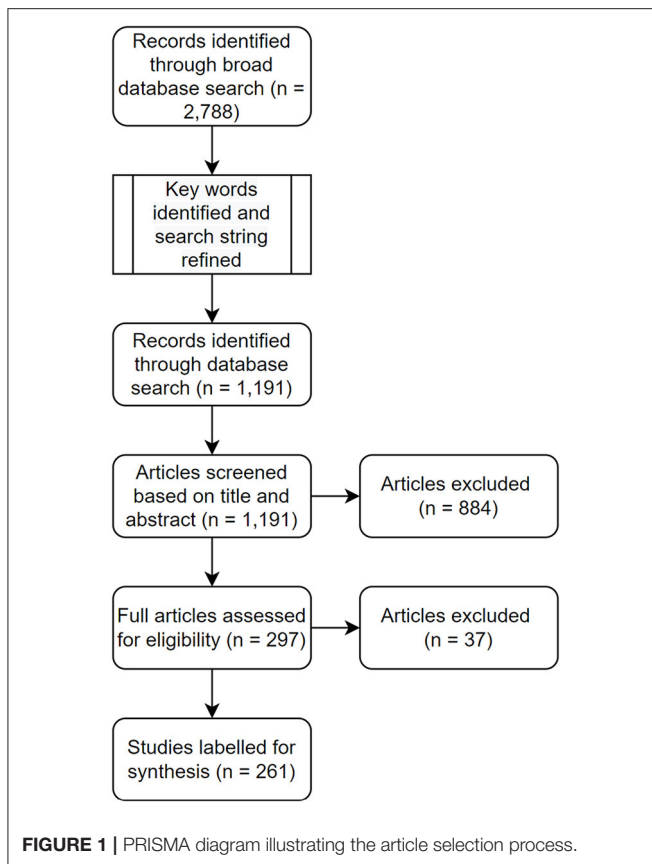 Records identified
through broad
database search (n =
2,788)
Key words
identified and
search string
refined
Records identified
through database
search (n = 1,191)
Articles screened
based on title and
abstract (n = 1,191)
Articles excluded
(n = 884)
Full articles assessed
for eligibility (n = 297)
Articles excluded
(n = 37)
Studies labelled for
synthesis (n = 261)
FIGURE 1 | PRISMA diagram illustrating the article selection process.